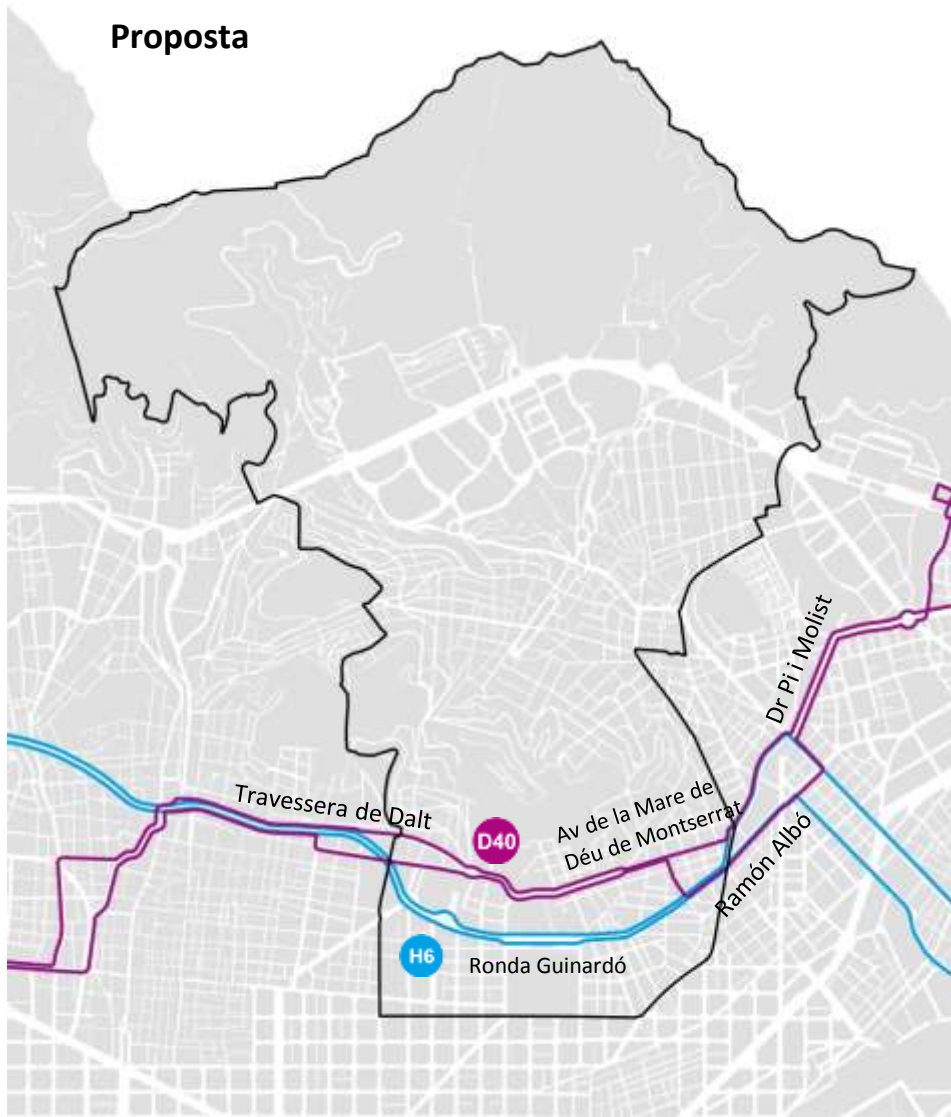 Proposta
Dr Pi i Molist
Travessera de Dalt
Av de la Mare de
Déu de Montserrat
D40
Ramón Albó
H6
Ronda Guinardó